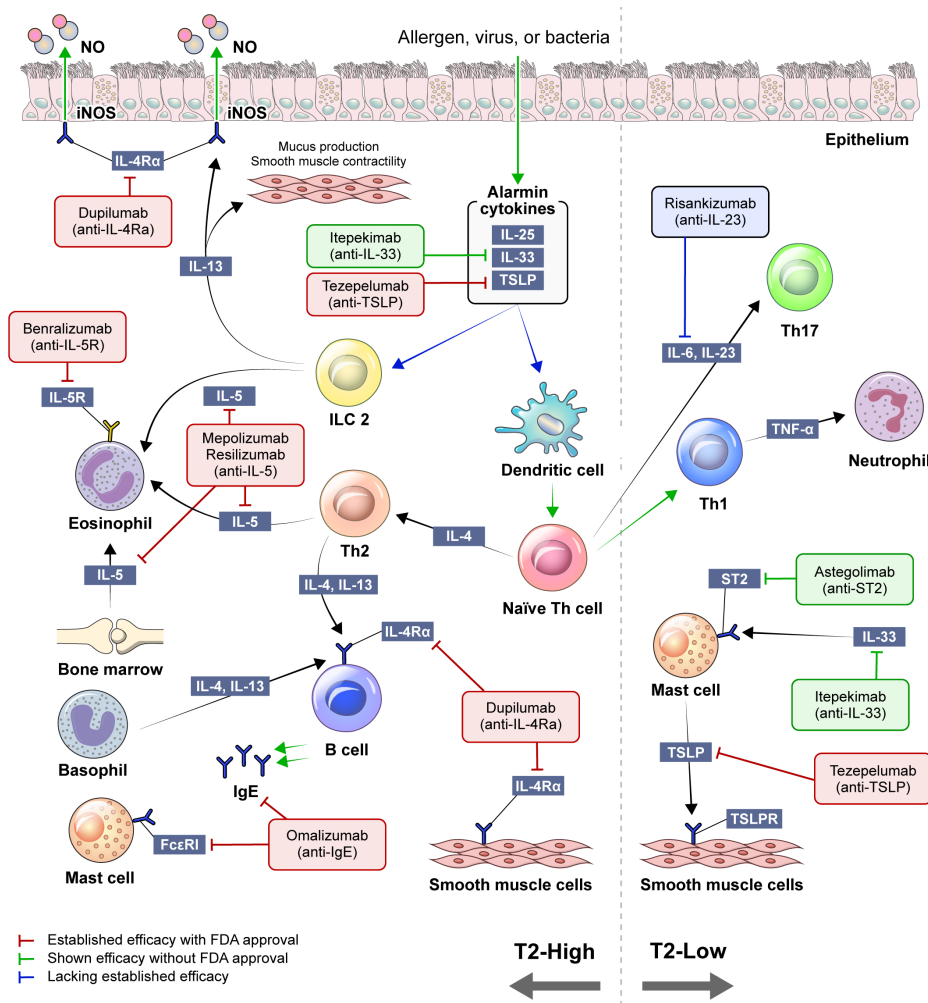 NO
NO
Allergen, virus, or bacteria
iNOS
iNOS
Epithelium
IL-4Rα
Mucus production
Smooth muscle contractility
Dupilumab
(anti-IL-4Ra)
IL-13
Alarmin
cytokines
IL-25
IL-33
TSLP
Itepekimab
(anti-IL-33)
Tezepelumab
(anti-TSLP)
Risankizumab
(anti-IL-23)
Th17
IL-6, IL-23
Benralizumab
(anti-IL-5R)
IL-5R
IL-5
ILC 2
Mepolizumab
Resilizumab
(anti-IL-5)
Dendritic cell
TNF-α
Neutrophil
Th1
Eosinophil
IL-5
Th2
IL-4
Naïve Th cell
IL-5
Bone marrow
IL-4, IL-13
IL-4Rα
ST2
Astegolimab
(anti-ST2)
IL-33
Mast cell
Itepekimab
(anti-IL-33)
IL-4, IL-13
Basophil
B cell
Dupilumab
(anti-IL-4Ra)
IgE
IL-4Rα
TSLP
Tezepelumab
(anti-TSLP)
TSLPR
FcεRI
Omalizumab
(anti-IgE)
Mast cell
Smooth muscle cells
Smooth muscle cells
Established efficacy with FDA approval
Shown efficacy without FDA approval
Lacking established efficacy
T2-High
T2-Low